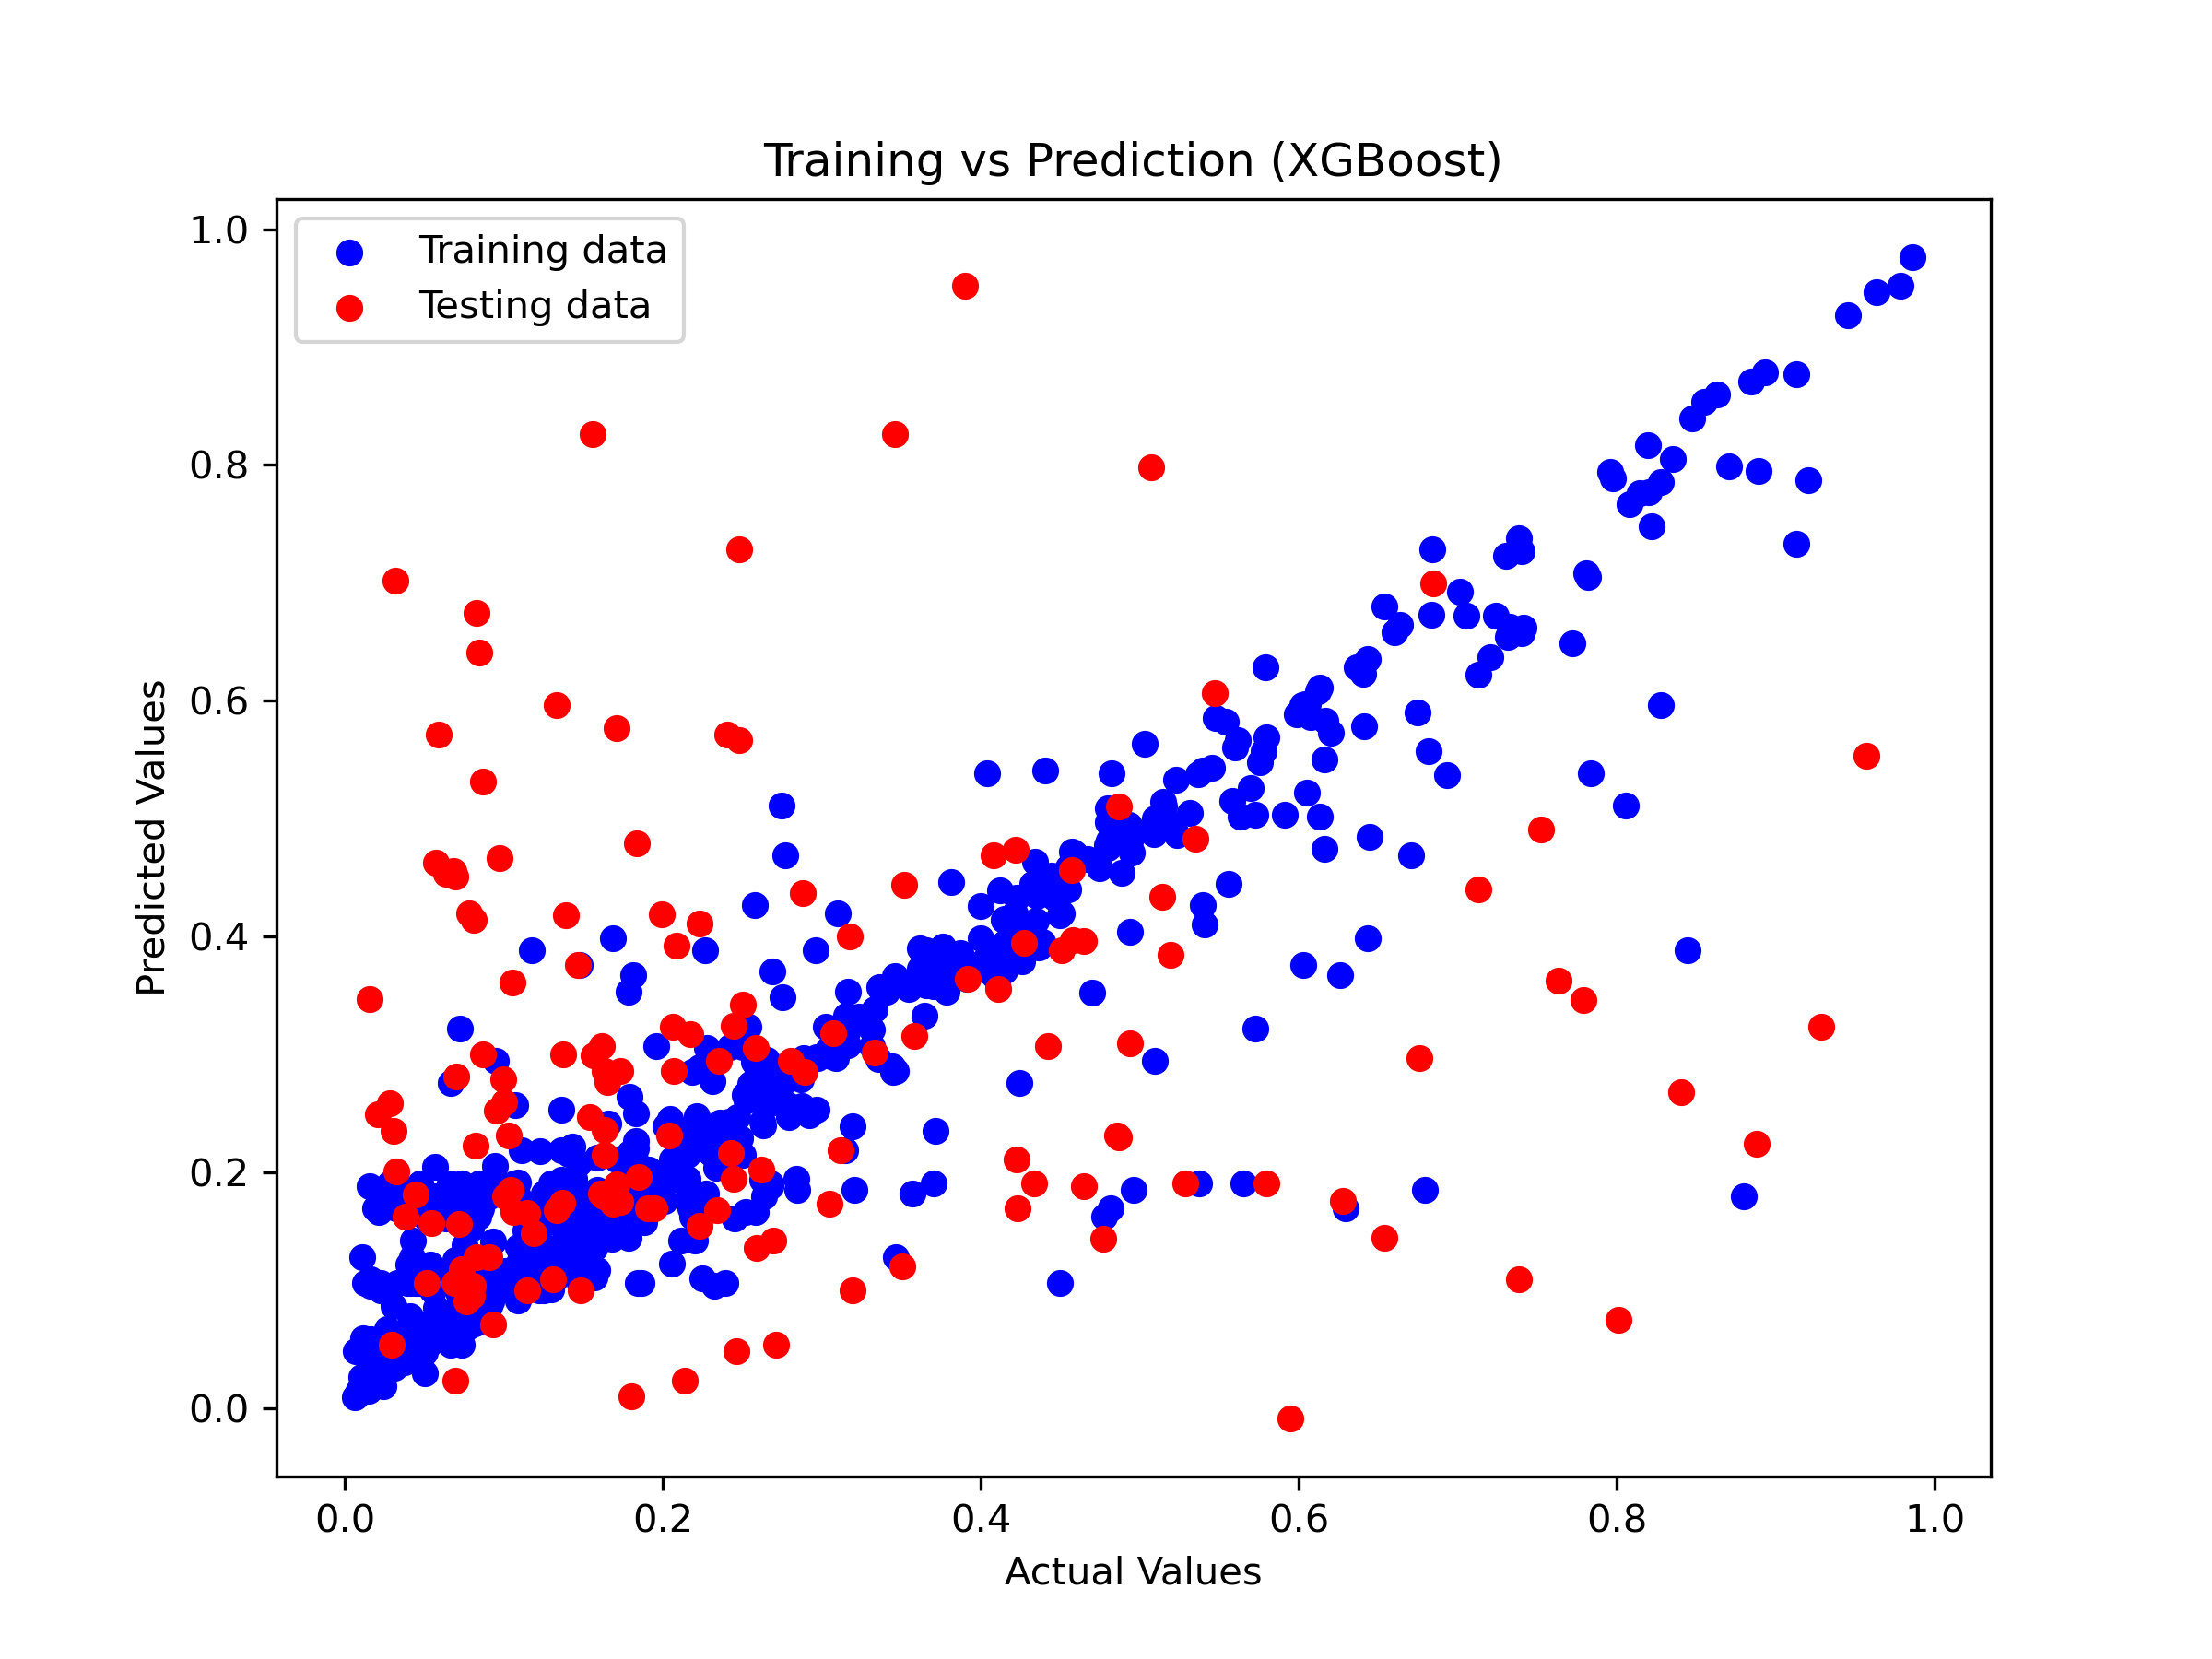 Training vs Prediction (XGBoost)
Training data
Testing data
1.0
0.8
0.6
0.4
0.2
0.0
Predicted Values
0.0 0.2 0.4 0.6 0.8 1.0
Actual Values